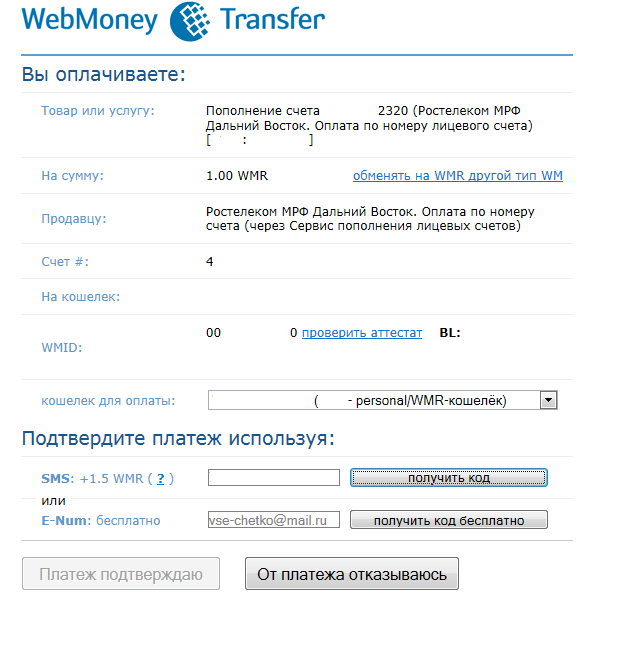 WebMoney Transfer
Вы оплачиваете:
Товар или услугу: Пополнение счета 2320 (Ростелеком МРФ
Дальний Восток. Оплата по номеру лицевого счета)
[ : ]
На сумму: 1.00 WMR обменять на WMR другой тип WM
Продавцу: Ростелеком МРФ Дальний Восток. Оплата по номеру
счета (через Сервис пополнения лицевых счетов)
Счет #: 4
На кошелек:
00 0 проверить аттестат BL:
WMID:
кошелек для оплаты: ( - personal/WMR-кошелёк)
Подтвердите платеж используя:
SMS: +1.5 WMR ( ? ) получить код
или
E-Num: бесплатно vse-chetko@mail.ru получить код бесплатно
Платеж подтверждаю От платежа отказываюсь